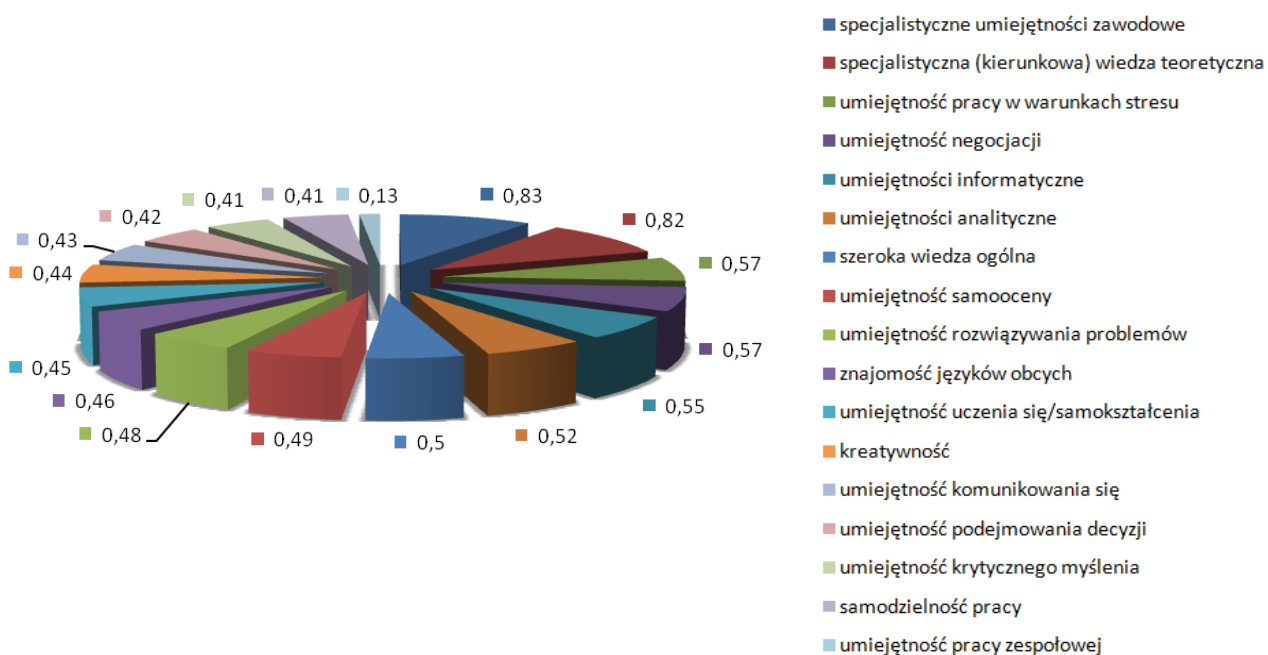 0,83
0,82
0,57
0,57
0,55
0,52
0,5
0,49
0,48
0,46
0,45
0,44
0,43
0,42
0,41
0,41
0,13
specjalistyczne umiejętności zawodowe
specjalistyczna (kierunkowa) wiedza teoretyczna
umiejętność pracy w warunkach stresu
umiejętność negocjacji
umiejętności informatyczne
umiejętności analityczne
szeroka wiedza ogólna
umiejętność samooceny
umiejętność rozwiązywania problemów
znajomość języków obcych
umiejętność uczenia się/samokształcenia
kreatywność
umiejętność komunikowania się
umiejętność podejmowania decyzji
umiejętność krytycznego myślenia
samodzielność pracy
umiejętność pracy zespołowej